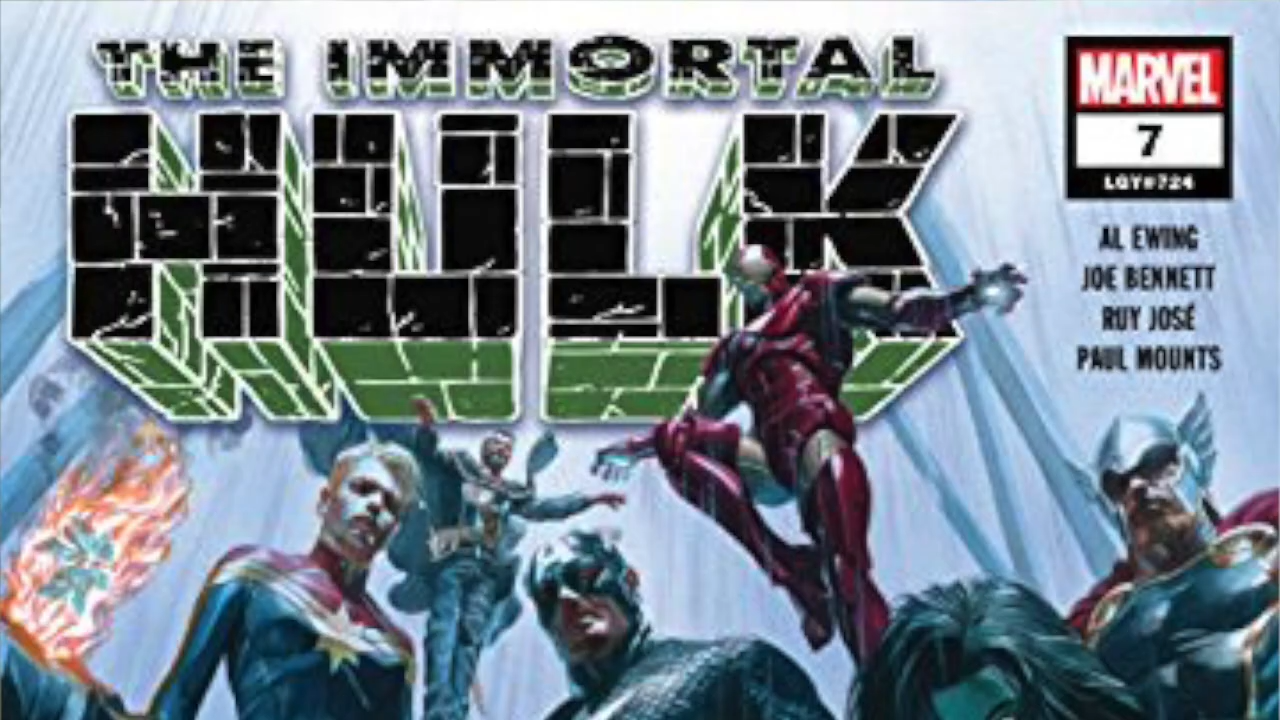 THE IMMORTAL
HULK
MARVEL
7
LGY#724
AL EWING
JOE BENNETT
RUY JOSÉ
PAUL MOUNTS